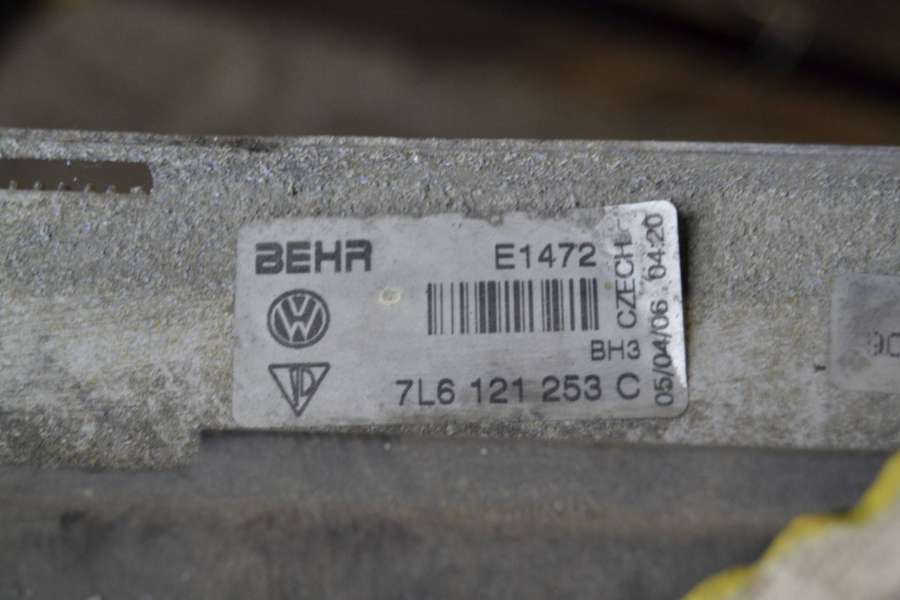 BEHR E1472
BH3
7L6 121 253 C
CZECH
05/04/06 04:20